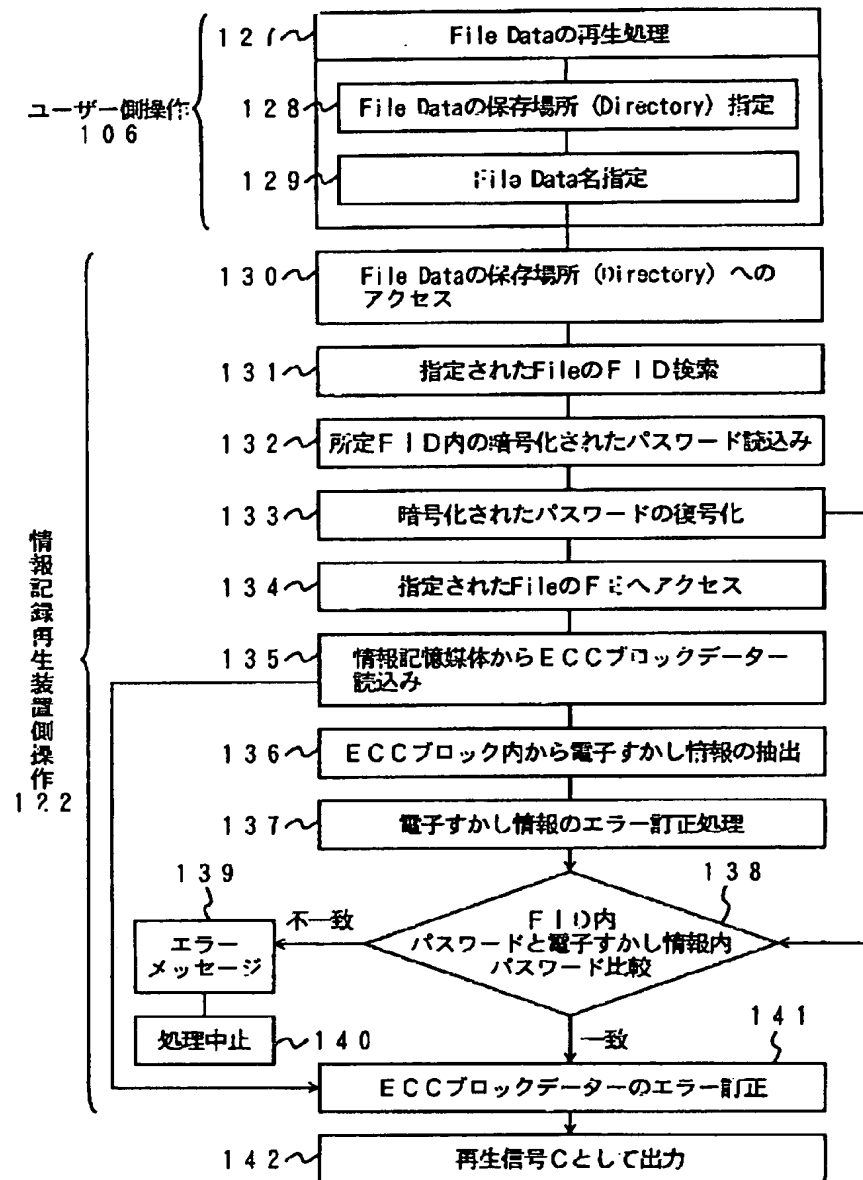 127
File Dataの再生処理
ユーザー側操作
106
128
File Dataの保存場所 (Directory) 指定
129
File Data名指定
130
File Dataの保存場所 (Directory) への
アクセス
131
指定されたFileのFID検索
132
所定FID内の暗号化されたパスワード読込み
133
暗号化されたパスワードの復号化
134
指定されたFileのFEへアクセス
情報記録再生装置側操作
122
135
情報記憶媒体からECCブロックデーター
読込み
136
ECCブロック内から電子すかし情報の抽出
137
電子すかし情報のエラー訂正処理
138
FID内
パスワードと電子すかし情報内
パスワード比較
不一致
139
エラー
メッセージ
処理中止
140
一致
141
ECCブロックデーターのエラー訂正
142
再生信号Cとして出力